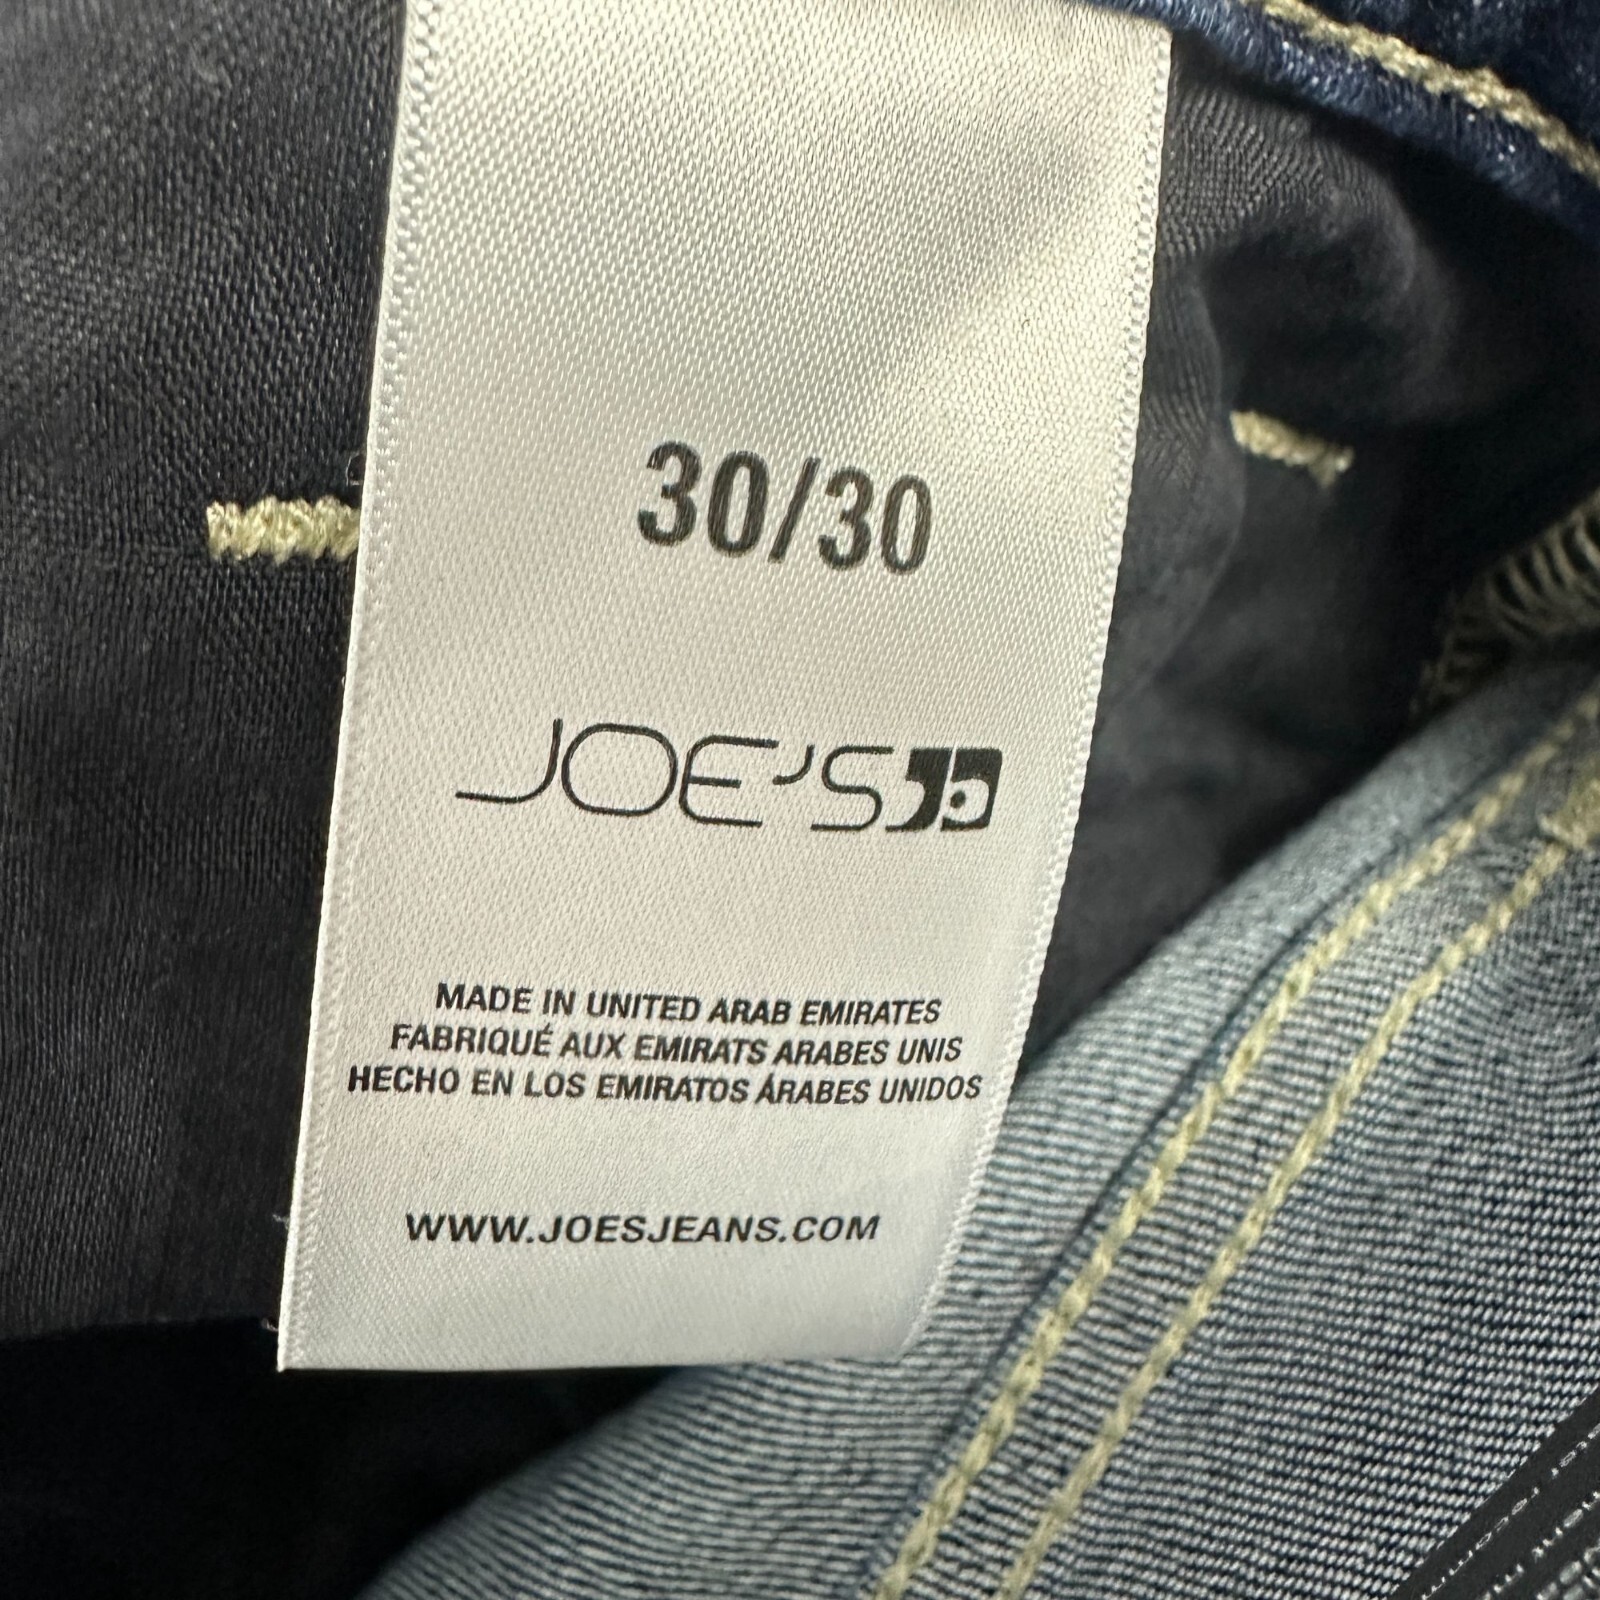 30/30
JOE'S
MADE IN UNITED ARAB EMIRATES
FABRIQUÉ AUX EMIRATS ARABES UNIS
HECHO EN LOS EMIRATOS ÁRABES UNIDOS
WWW.JOESJEANS.COM